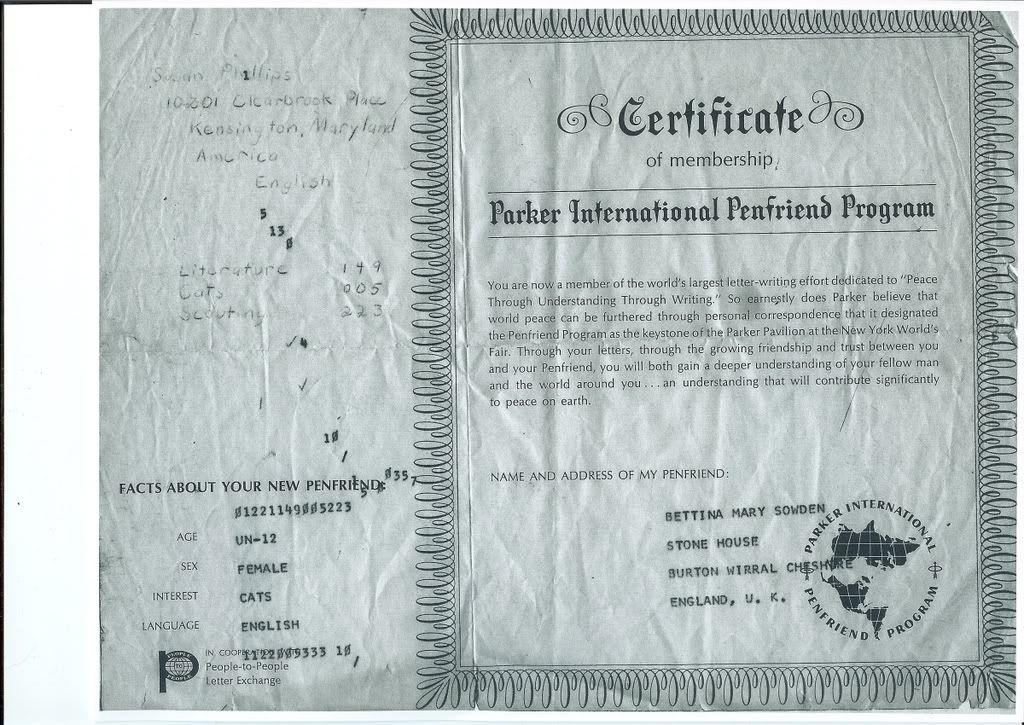 Susan Phillips
10201 Clearbrook Place
Kensington, Maryland
America
English
5
13
0
Literature 149
Cats 005
Scouting 223
✓4
✓
10
FACTS ABOUT YOUR NEW PENFRIEND:
01221149005223
AGE UN-12
SEX FEMALE
INTEREST CATS
LANGUAGE ENGLISH
IN COOPERATION
People-to-People
Letter Exchange
PEOPLE TO PEOPLE
Certificate
of membership
Parker International Penfriend Program
You are now a member of the world's largest letter-writing effort dedicated to "Peace
Through Understanding Through Writing." So earnestly does Parker believe that
world peace can be furthered through personal correspondence that it designated
the Penfriend Program as the keystone of the Parker Pavilion at the New York World's
Fair. Through your letters, through the growing friendship and trust between you
and your Penfriend, you will both gain a deeper understanding of your fellow man
and the world around you...an understanding that will contribute significantly
to peace on earth.
NAME AND ADDRESS OF MY PENFRIEND:
BETTINA MARY SOWDEN
STONE HOUSE
BURTON WIRRAL CHESHIRE
ENGLAND, U. K.
PARKER INTERNATIONAL
PENFRIEND PROGRAM